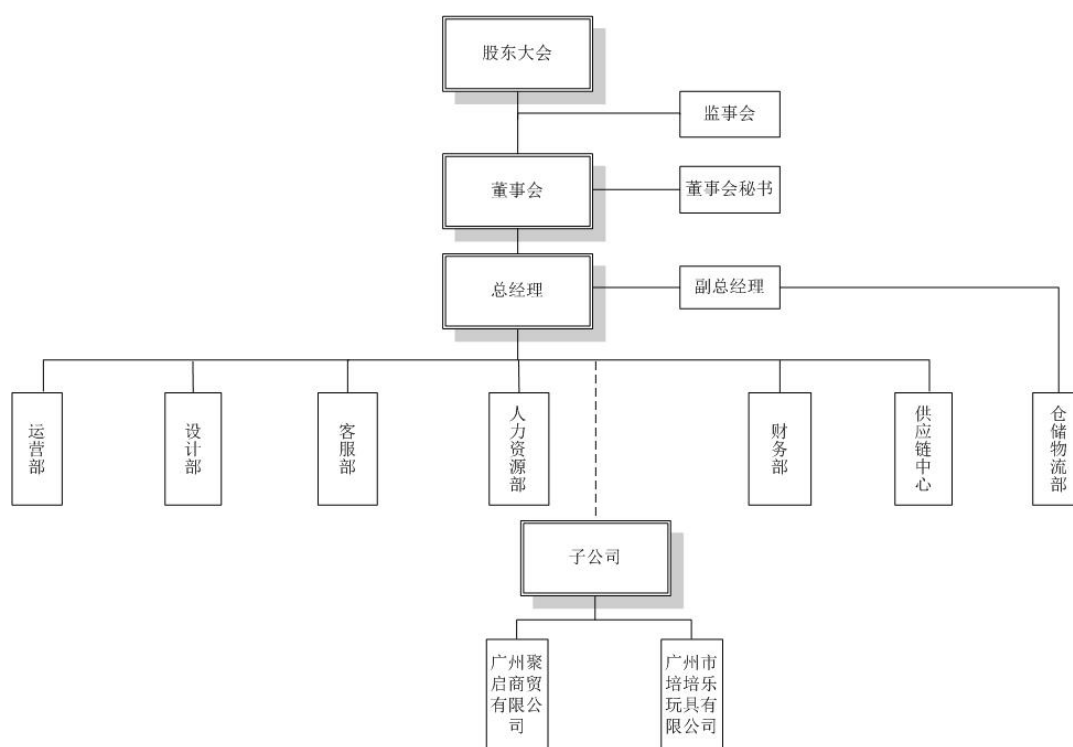 股东大会
监事会
董事会
董事会秘书
总经理
副总经理
运营部
设计部
客服部
人力资源部
财务部
供应链中心
仓储物流部
子公司
广州聚
启商贸
有限公
司
广州市
培培乐
玩具有
限公司